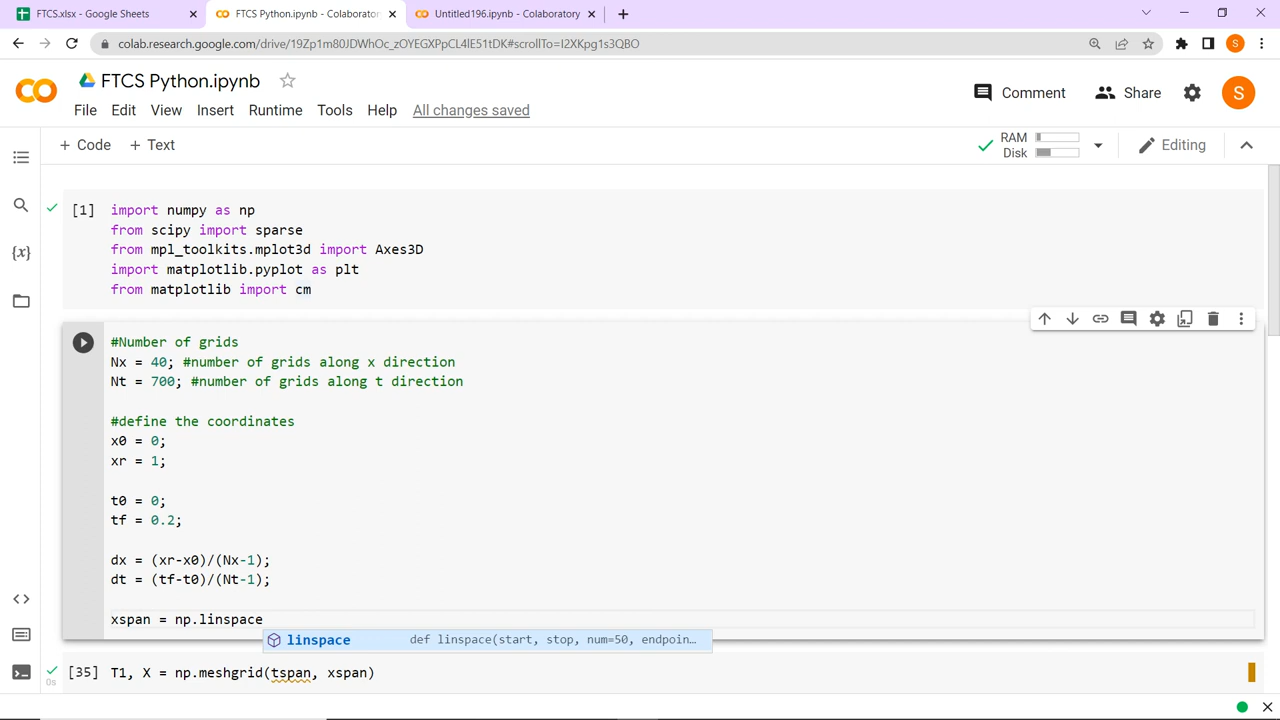 FTCS.xlsx - Google Sheets
FTCS Python.ipynb - Colaborator
Untitled196.ipynb - Colaboratory
colab.research.google.com/drive/19Zp1m80JDWhOc_zOYEGXPpCL4lE51tDK#scrollTo=I2XKpg1s3QBO
S
FTCS Python.ipynb
Comment
Share
S
File Edit View Insert Runtime Tools Help All changes saved
+ Code + Text
RAM
Disk
Editing
[1] import numpy as np
from scipy import sparse
from mpl_toolkits.mplot3d import Axes3D
import matplotlib.pyplot as plt
from matplotlib import cm
{x}
#Number of grids
Nx = 40; #number of grids along x direction
Nt = 700; #number of grids along t direction
#define the coordinates
x0 = 0;
xr = 1;
t0 = 0;
tf = 0.2;
dx = (xr-x0)/(Nx-1);
dt = (tf-t0)/(Nt-1);
xspan = np.linspace
linspace def linspace(start, stop, num=50, endpoin…
[35] T1, X = np.meshgrid(tspan, xspan)
0s